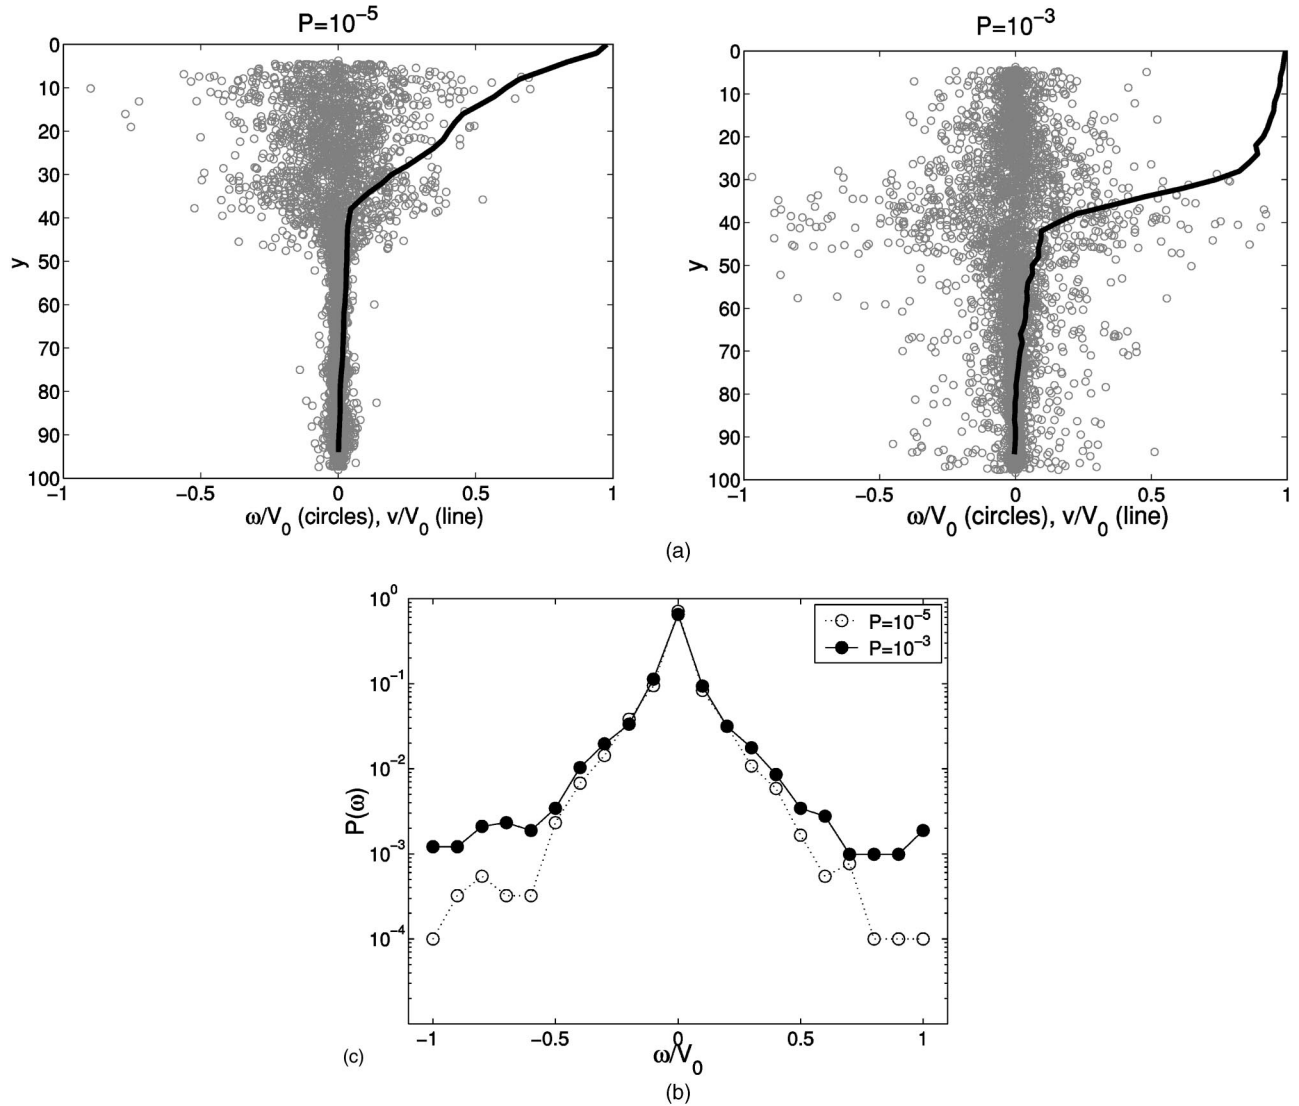 P=10⁻⁵
0
10
20
30
40
50
60
70
80
90
100
y
−1 −0.5 0 0.5 1
ω/V₀ (circles), v/V₀ (line)
P=10⁻³
0
10
20
30
40
50
60
70
80
90
100
y
−1 −0.5 0 0.5 1
ω/V₀ (circles), v/V₀ (line)
(a)
10⁰
10⁻¹
10⁻²
10⁻³
10⁻⁴
P(ω)
P=10⁻⁵
P=10⁻³
−1 −0.5 0 0.5 1
ω/V₀
(c)
(b)